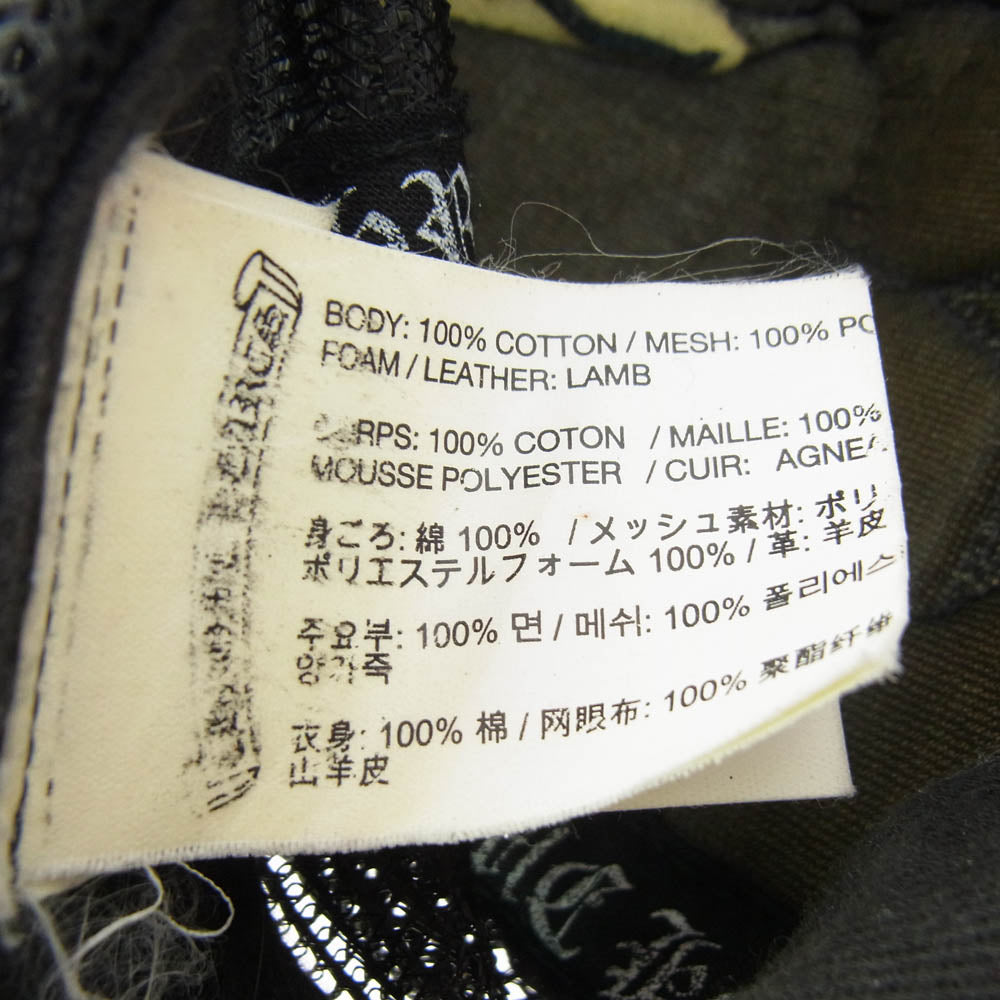 BODY: 100% COTTON / MESH: 100%
FOAM / LEATHER: LAMB
100% COTON / MAILLE: 100%
MOUSSE POLYESTER / CUIR:
身ごろ: 綿 100% / メッシュ素材: ポリ
ポリエステルフォーム 100% / 革: 羊皮
주요부: 100% 면 / 메쉬: 100% 폴리에스
양가죽
衣身: 100% 棉 / 网眼布: 100% 聚酯纤维
山羊皮